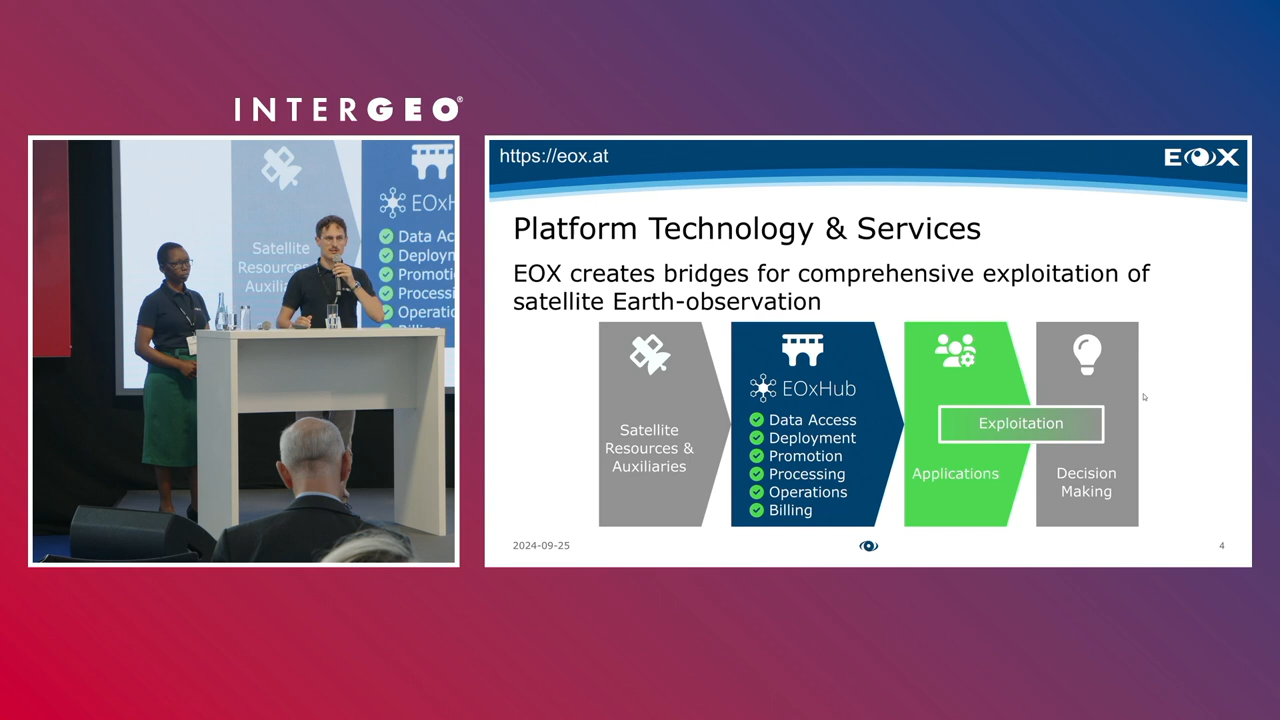 INTERGEO®
Satellite
Resources
Auxilia
EOxH
Data Ac
Deployn
Promoti
Processi
Operatio
https://eox.at
EOX
Platform Technology & Services
EOX creates bridges for comprehensive exploitation of
satellite Earth-observation
Satellite
Resources &
Auxiliaries
EOxHub
Data Access
Deployment
Promotion
Processing
Operations
Billing
Exploitation
Applications
Decision
Making
2024-09-25
4